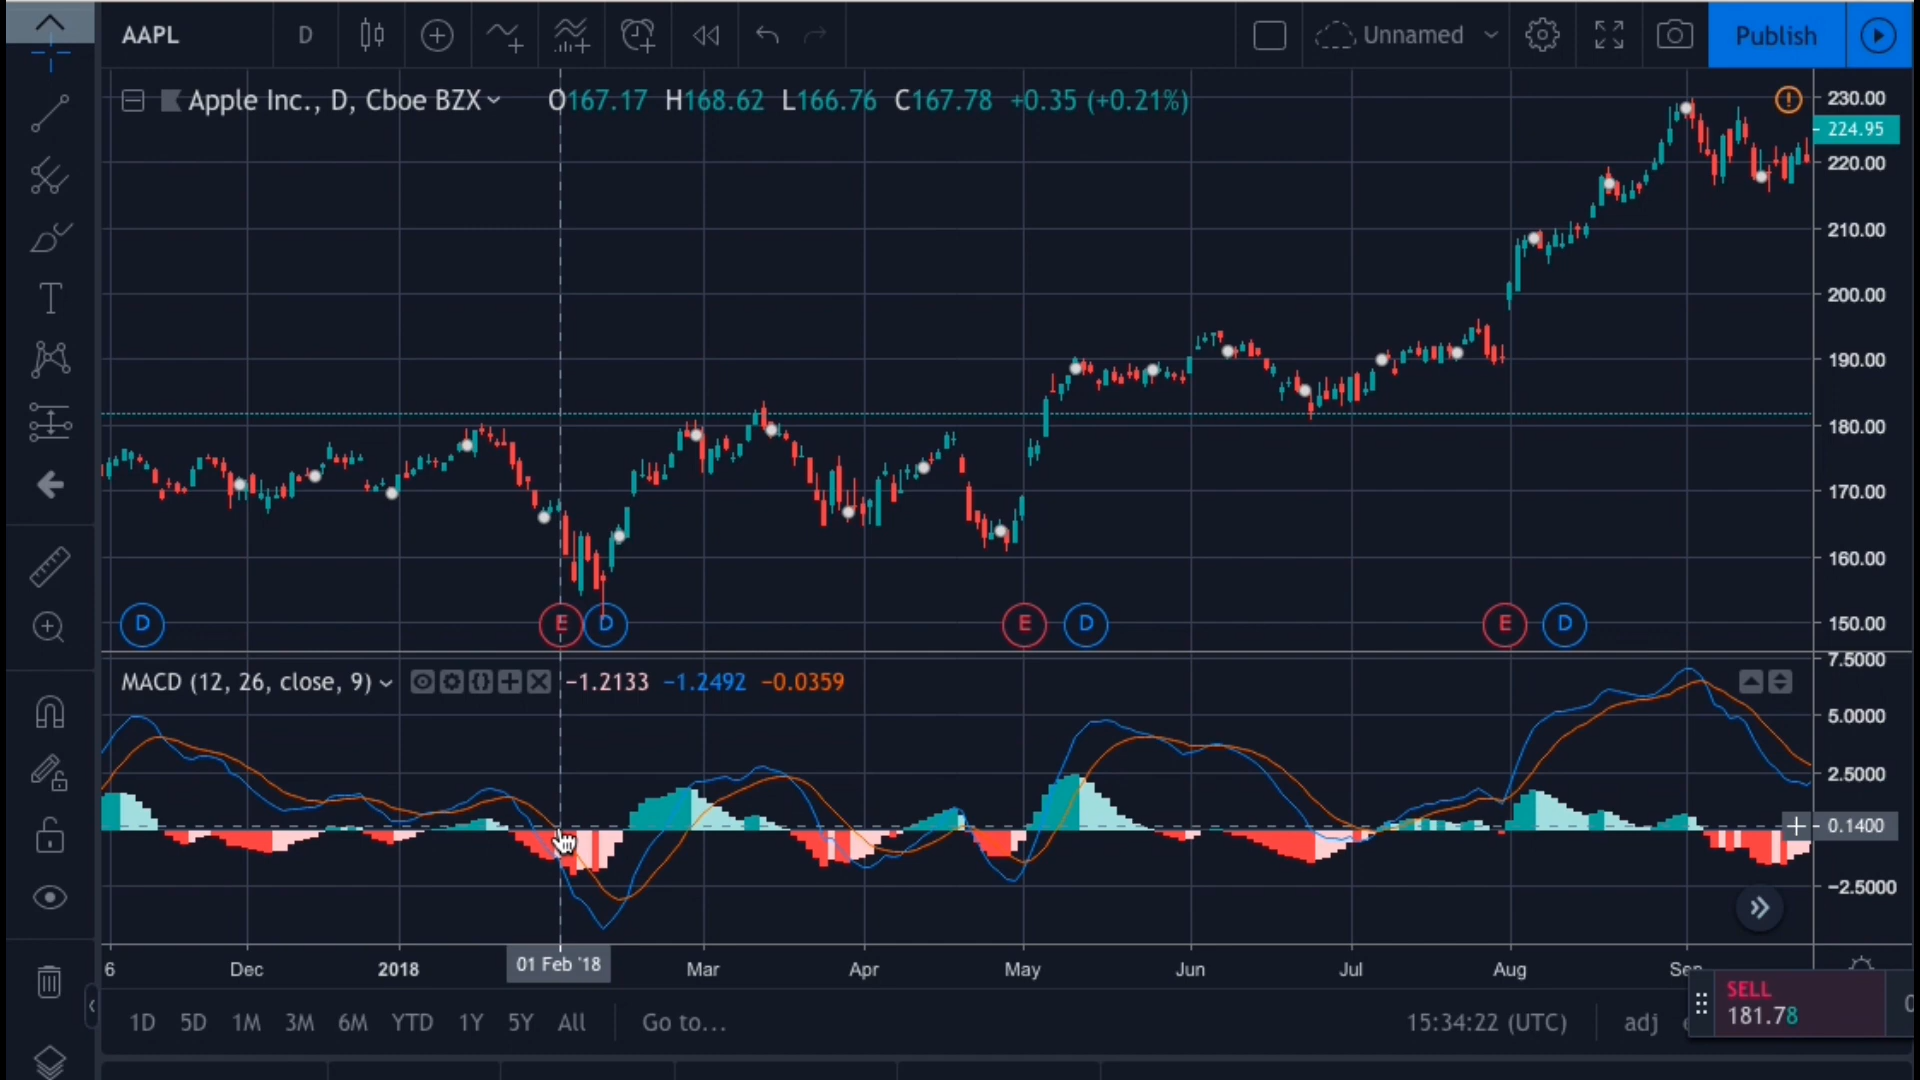 AAPL D Unnamed Publish
Apple Inc., D, Cboe BZX O167.17 H168.62 L166.76 C167.78 +0.35 (+0.21%)
230.00
224.95
220.00
210.00
200.00
190.00
180.00
170.00
160.00
150.00
D E D E D E D
7.5000
MACD (12, 26, close, 9) −1.2133 −1.2492 −0.0359
5.0000
2.5000
0.1400
−2.5000
6 Dec 2018 01 Feb '18 Mar Apr May Jun Jul Aug Sep
SELL
181.78
1D 5D 1M 3M 6M YTD 1Y 5Y All Go to... 15:34:22 (UTC) adj